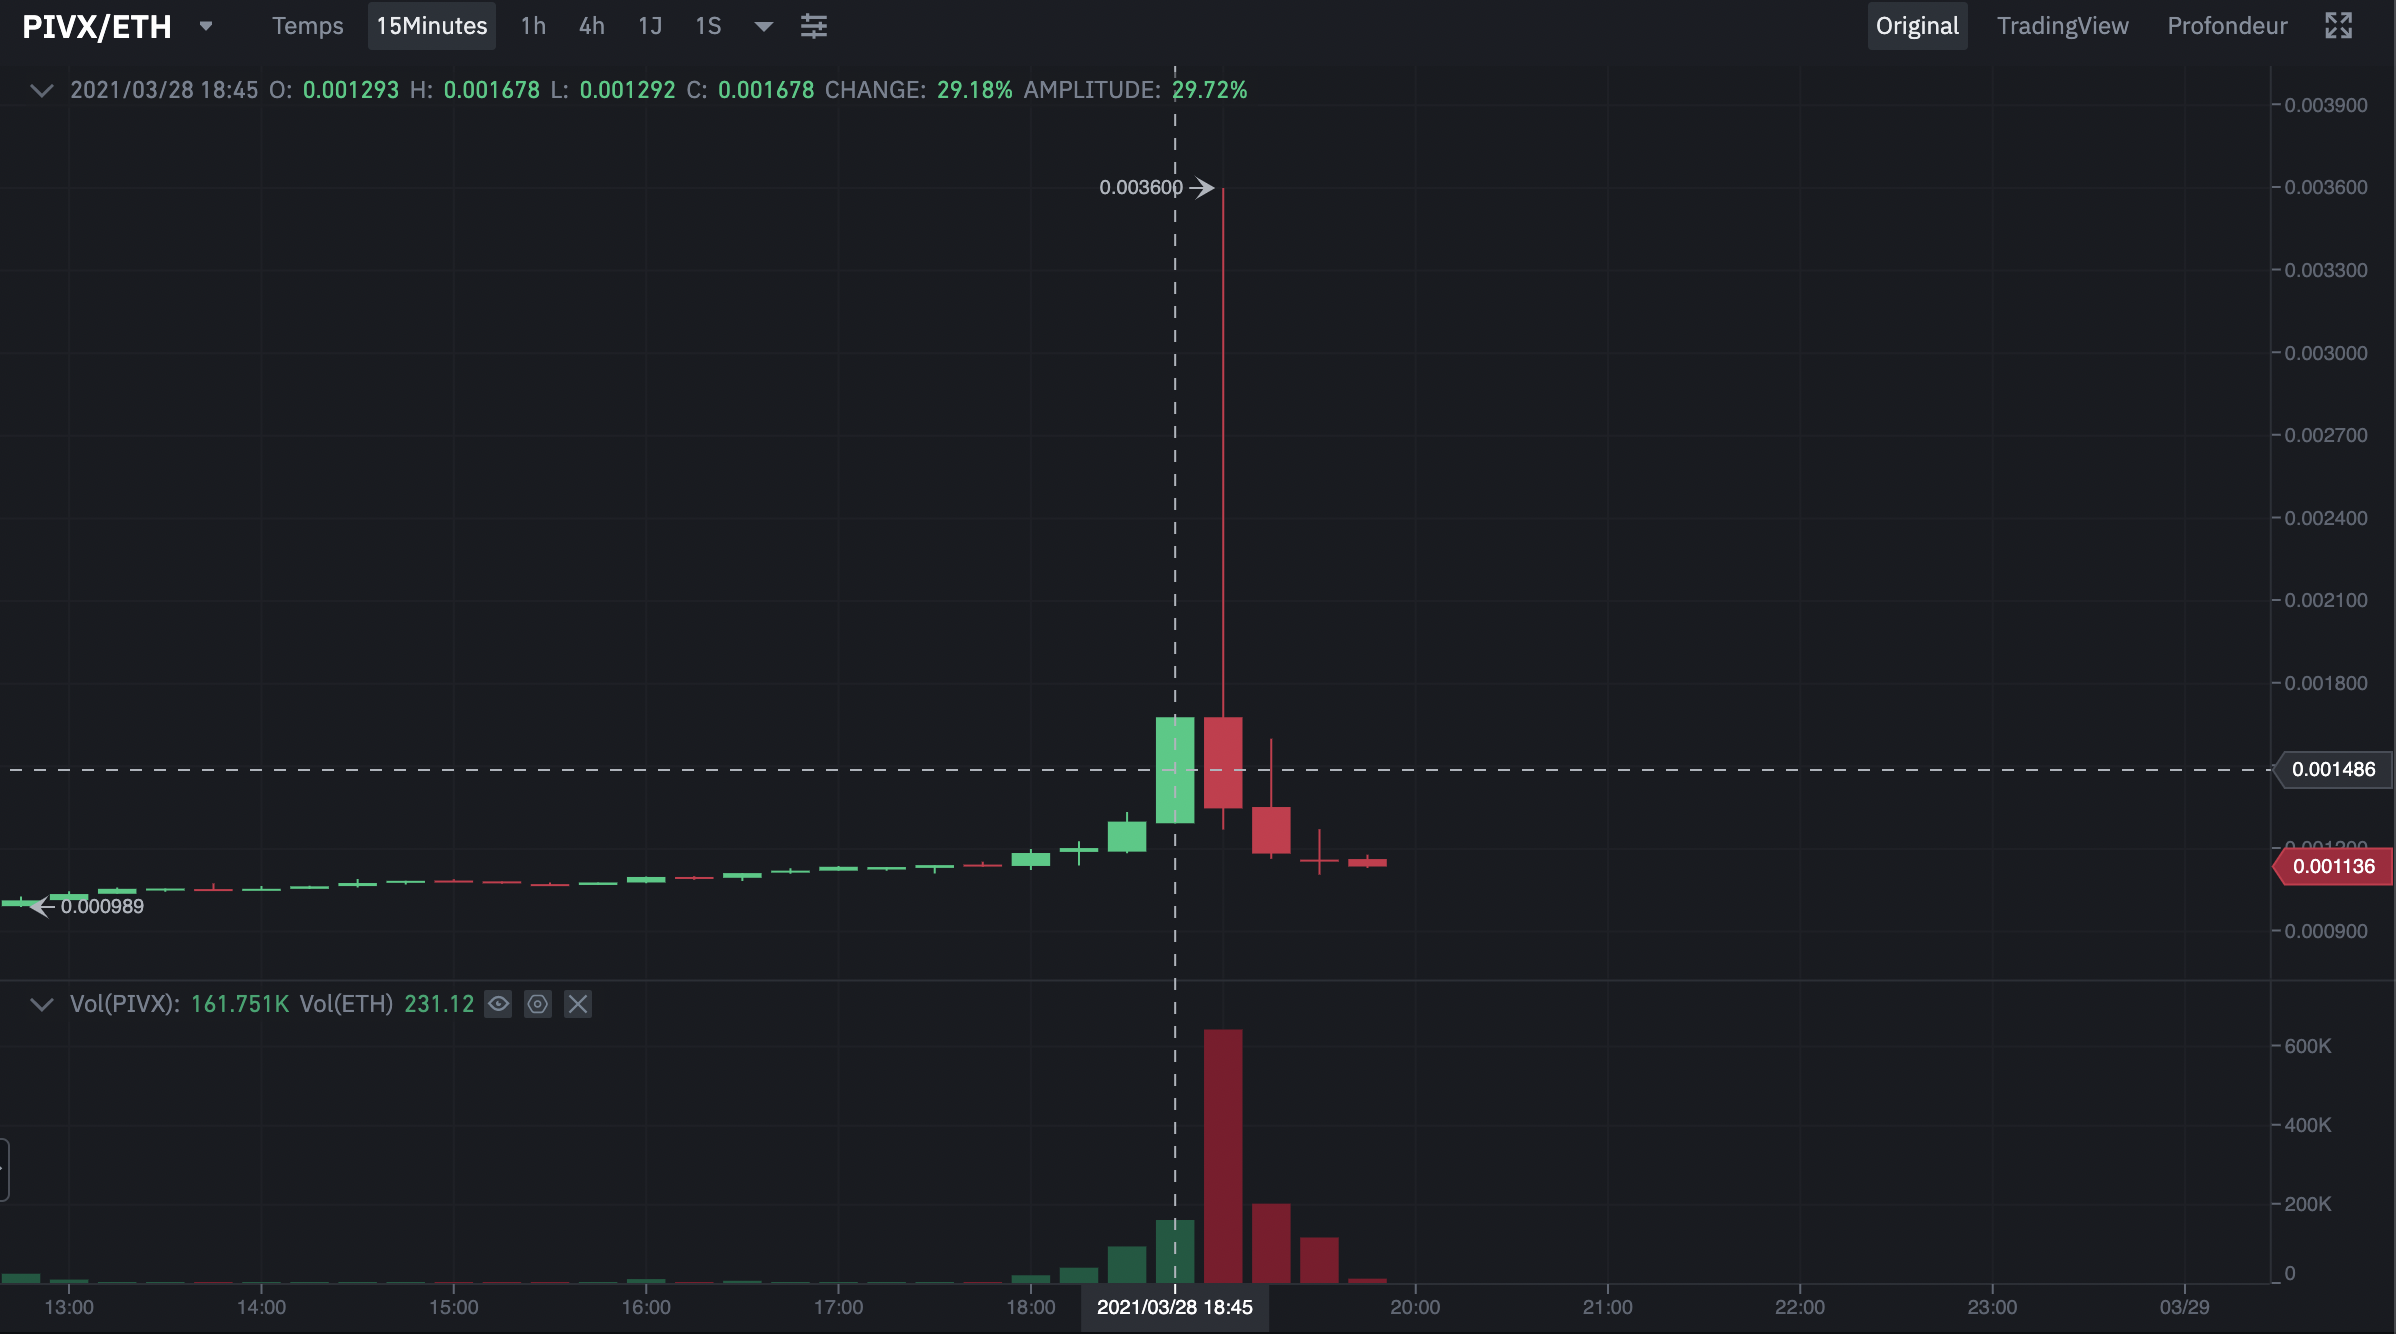 PIVX/ETH Temps 15Minutes 1h 4h 1J 1S Original TradingView Profondeur
2021/03/28 18:45 O: 0.001293 H: 0.001678 L: 0.001292 C: 0.001678 CHANGE: 29.18% AMPLITUDE: 29.72%
0.003900
0.003600
0.003600
0.003300
0.003000
0.002700
0.002400
0.002100
0.001800
0.001486
0.001200
0.001136
0.000989
0.000900
Vol(PIVX): 161.751K Vol(ETH) 231.12
600K
400K
200K
0
13:00 14:00 15:00 16:00 17:00 18:00 2021/03/28 18:45 20:00 21:00 22:00 23:00 03/29